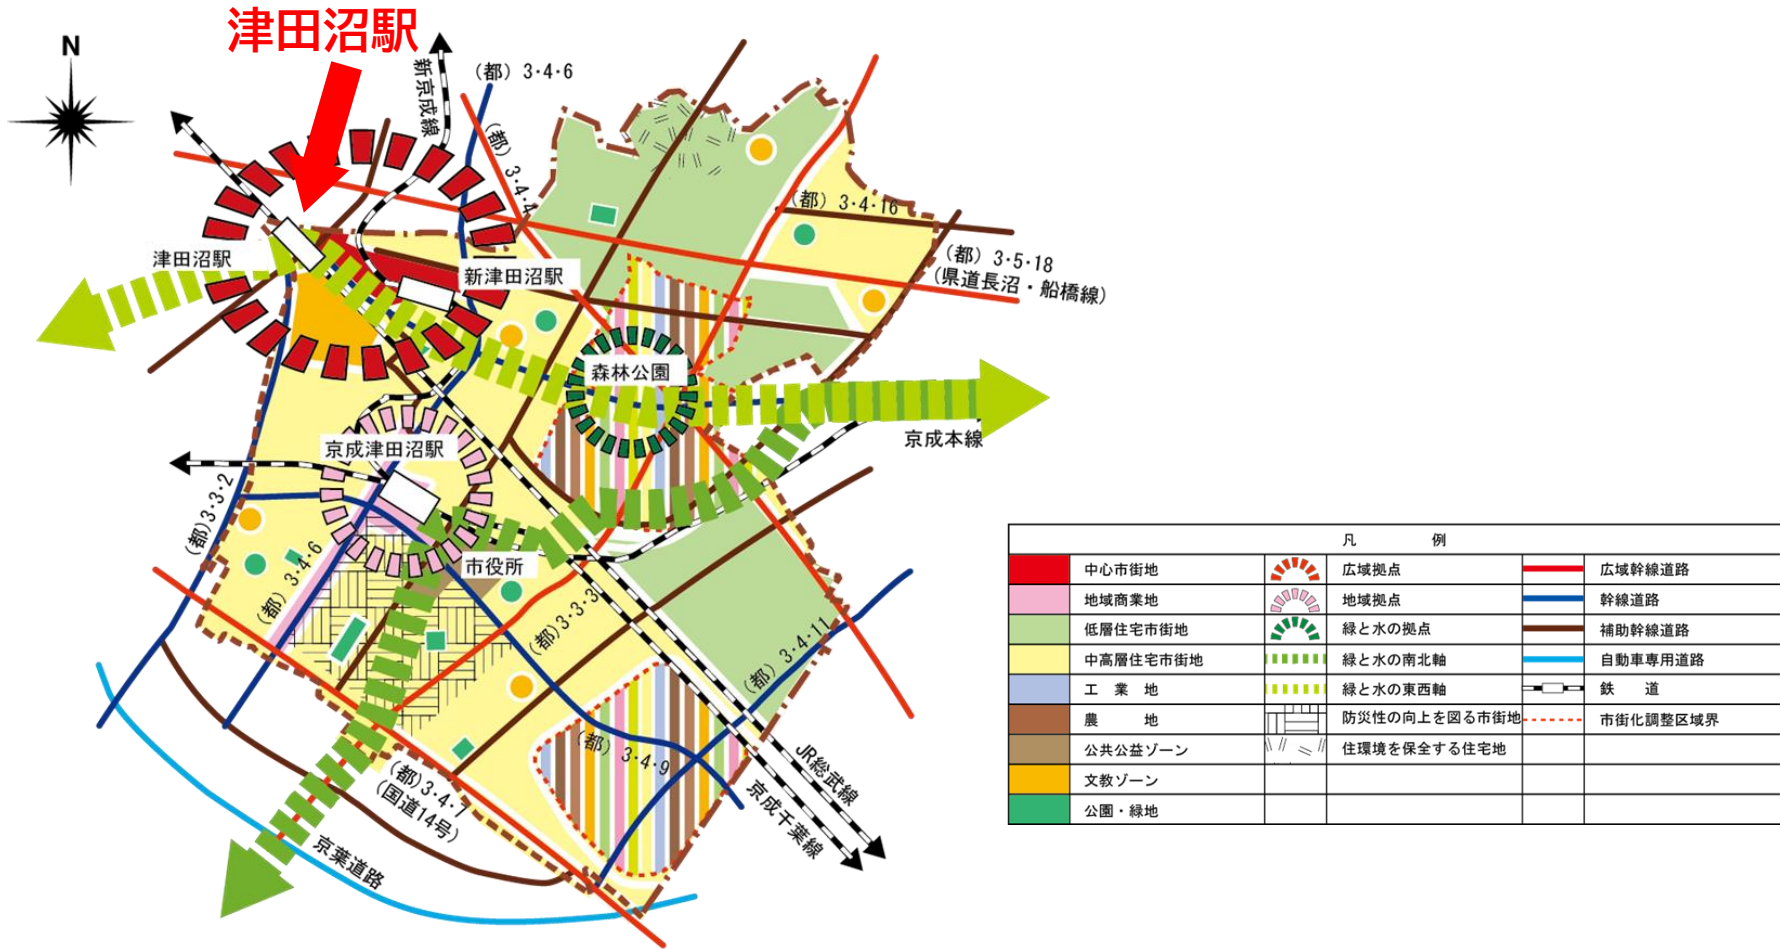 津田沼駅
N
新京成線
(都) 3・4・6
(都) 3・4・4
(都) 3・4・16
(都) 3・5・18
(県道長沼・船橋線)
津田沼駅
新津田沼駅
森林公園
京成本線
京成津田沼駅
(都) 3・3・2
市役所
(都) 3・4・6
(都) 3・3・3
(都) 3・4・11
(都) 3・4・9
(都) 3・4・7
(国道14号)
JR総武線
京成千葉線
京葉道路
凡 例
中心市街地 広域拠点 広域幹線道路
地域商業地 地域拠点 幹線道路
低層住宅市街地 緑と水の拠点 補助幹線道路
中高層住宅市街地 緑と水の南北軸 自動車専用道路
工 業 地 緑と水の東西軸 鉄 道
農 地 防災性の向上を図る市街地 市街化調整区域界
公共公益ゾーン 住環境を保全する住宅地
文教ゾーン
公園・緑地